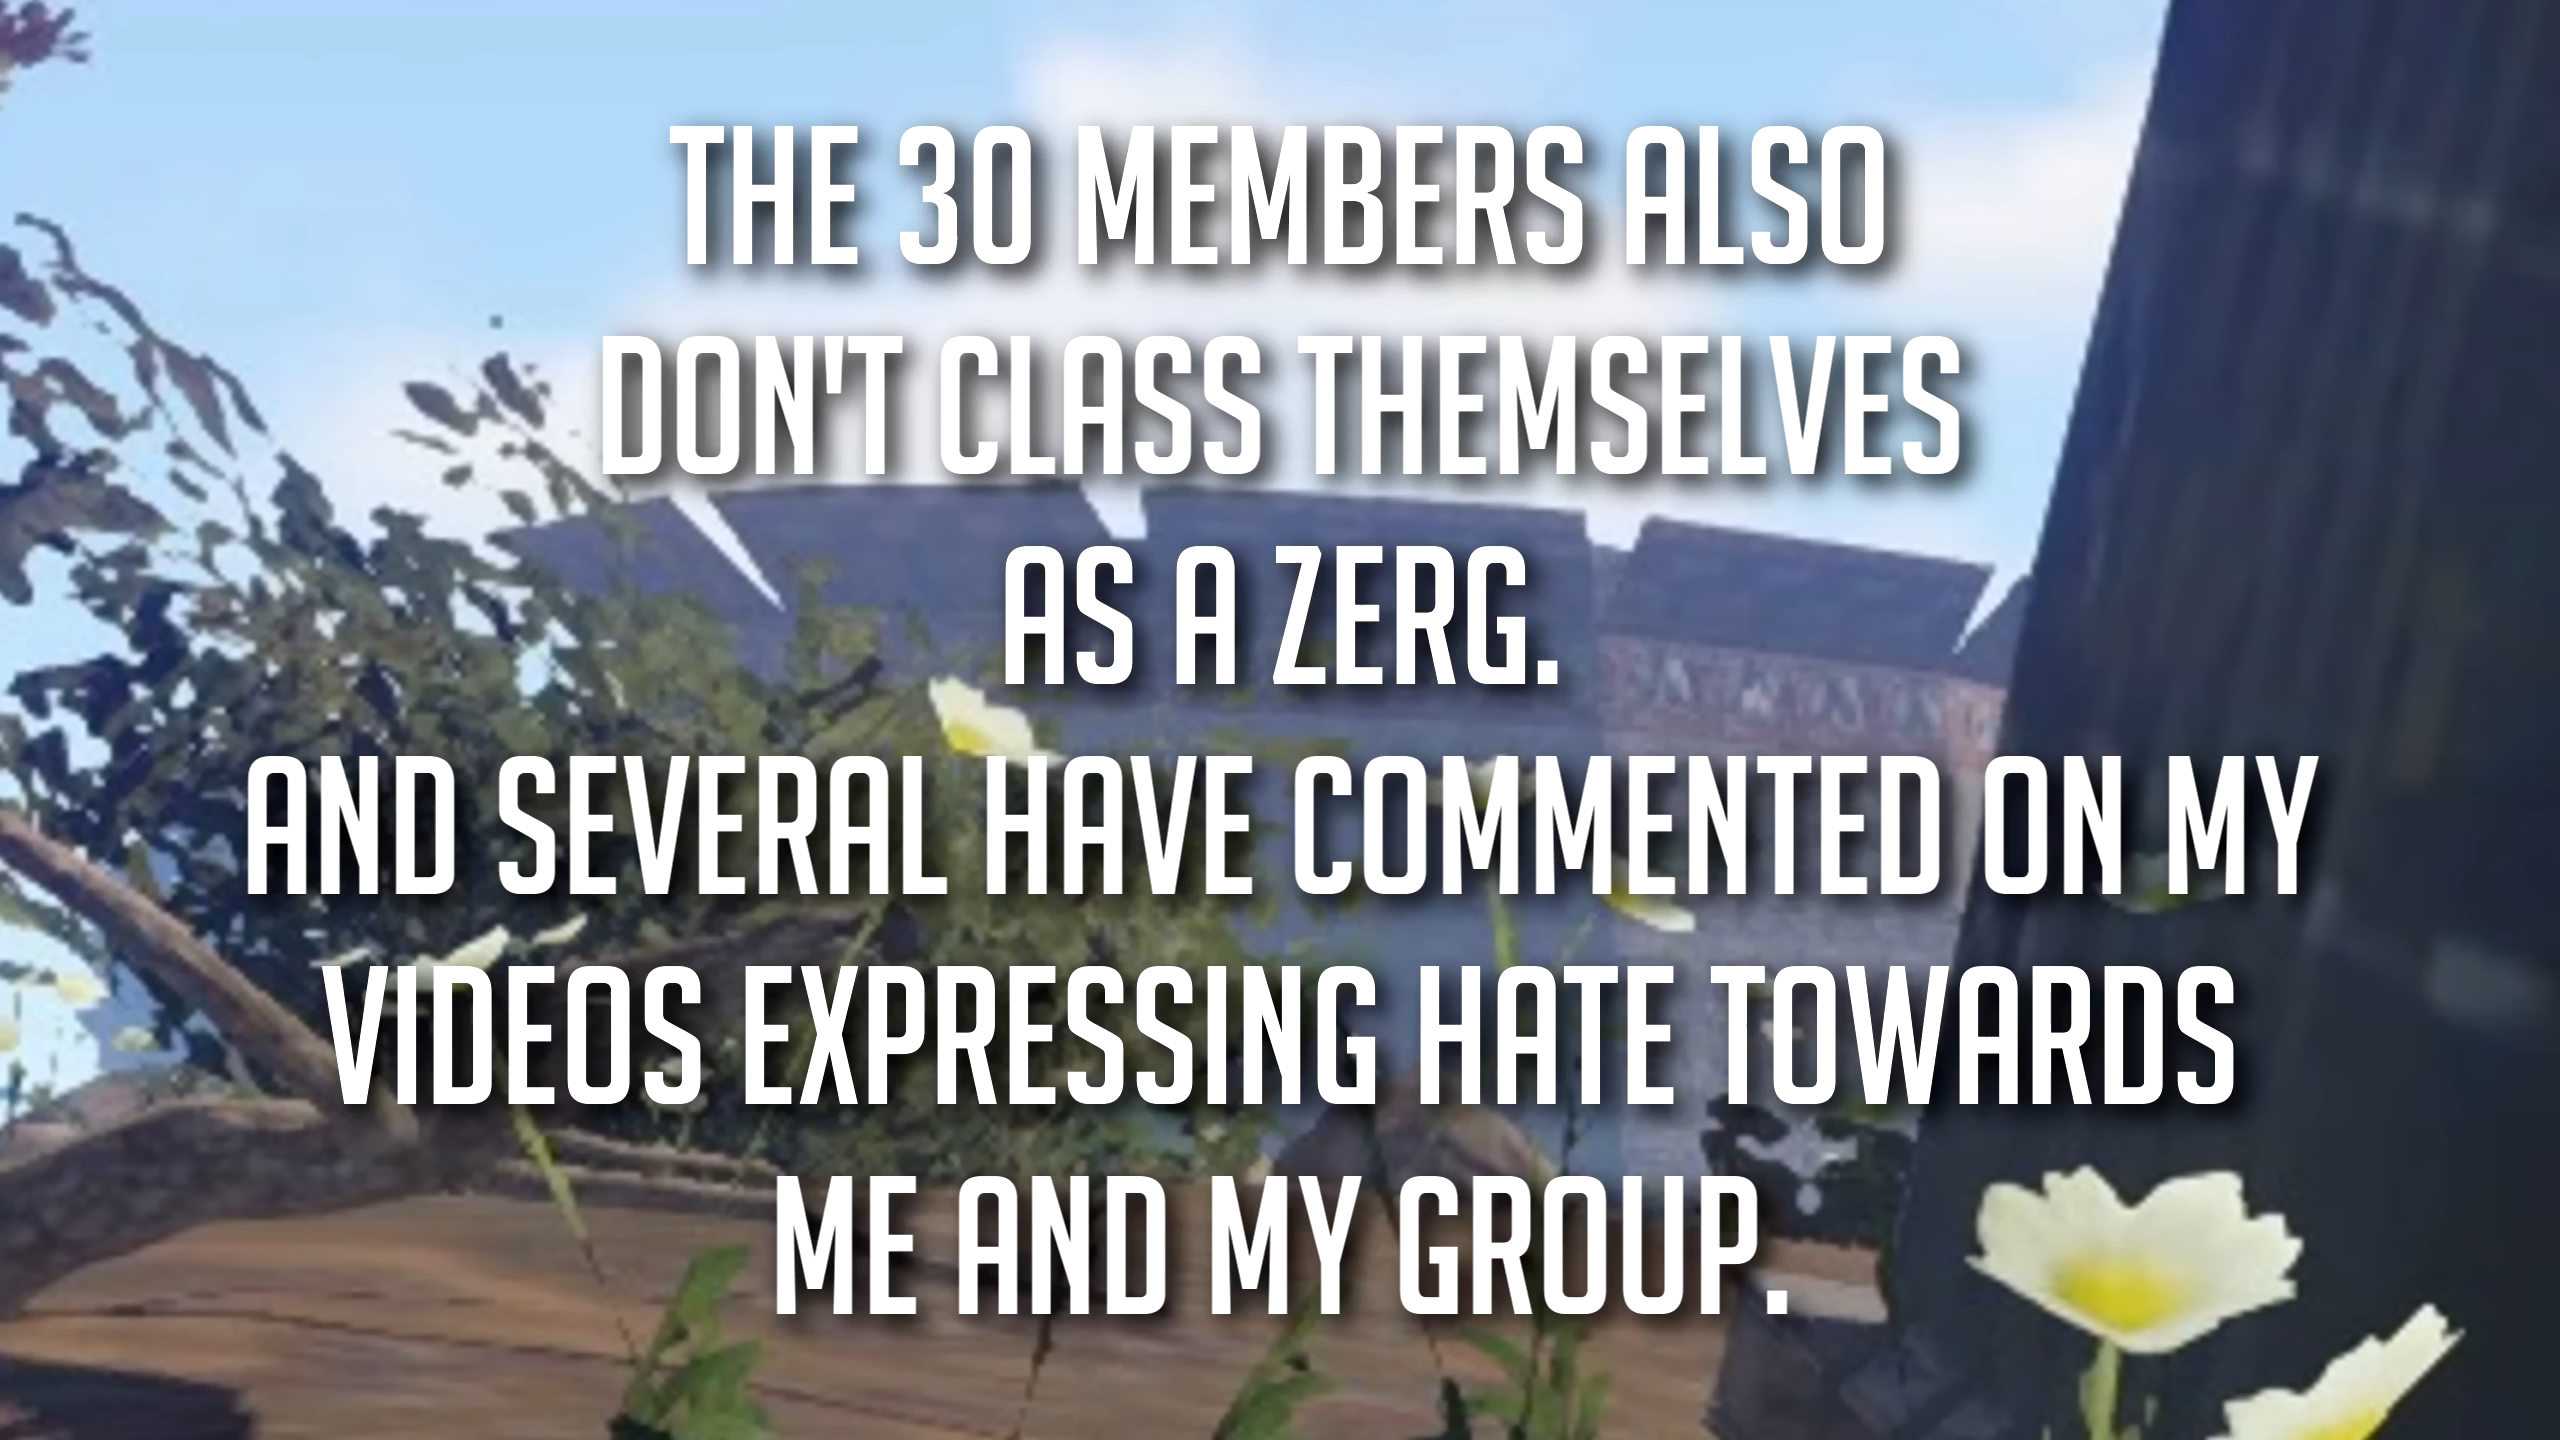 THE 30 MEMBERS ALSO
DON'T CLASS THEMSELVES
AS A ZERG.
AND SEVERAL HAVE COMMENTED ON MY
VIDEOS EXPRESSING HATE TOWARDS
ME AND MY GROUP.